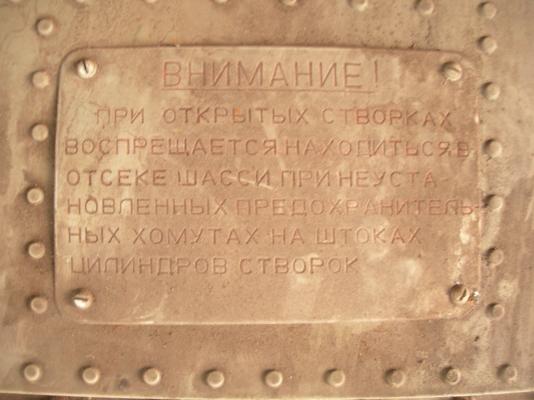 ВНИМАНИЕ!
ПРИ ОТКРЫТЫХ СТВОРКАХ
ВОСПРЕЩАЕТСЯ НАХОДИТЬСЯ В
ОТСЕКЕ ШАССИ ПРИ НЕУСТА
НОВЛЕННЫХ ПРЕДОХРАНИТЕЛЬ-
НЫХ ХОМУТАХ НА ШТОКАХ
ЦИЛИНДРОВ СТВОРОК